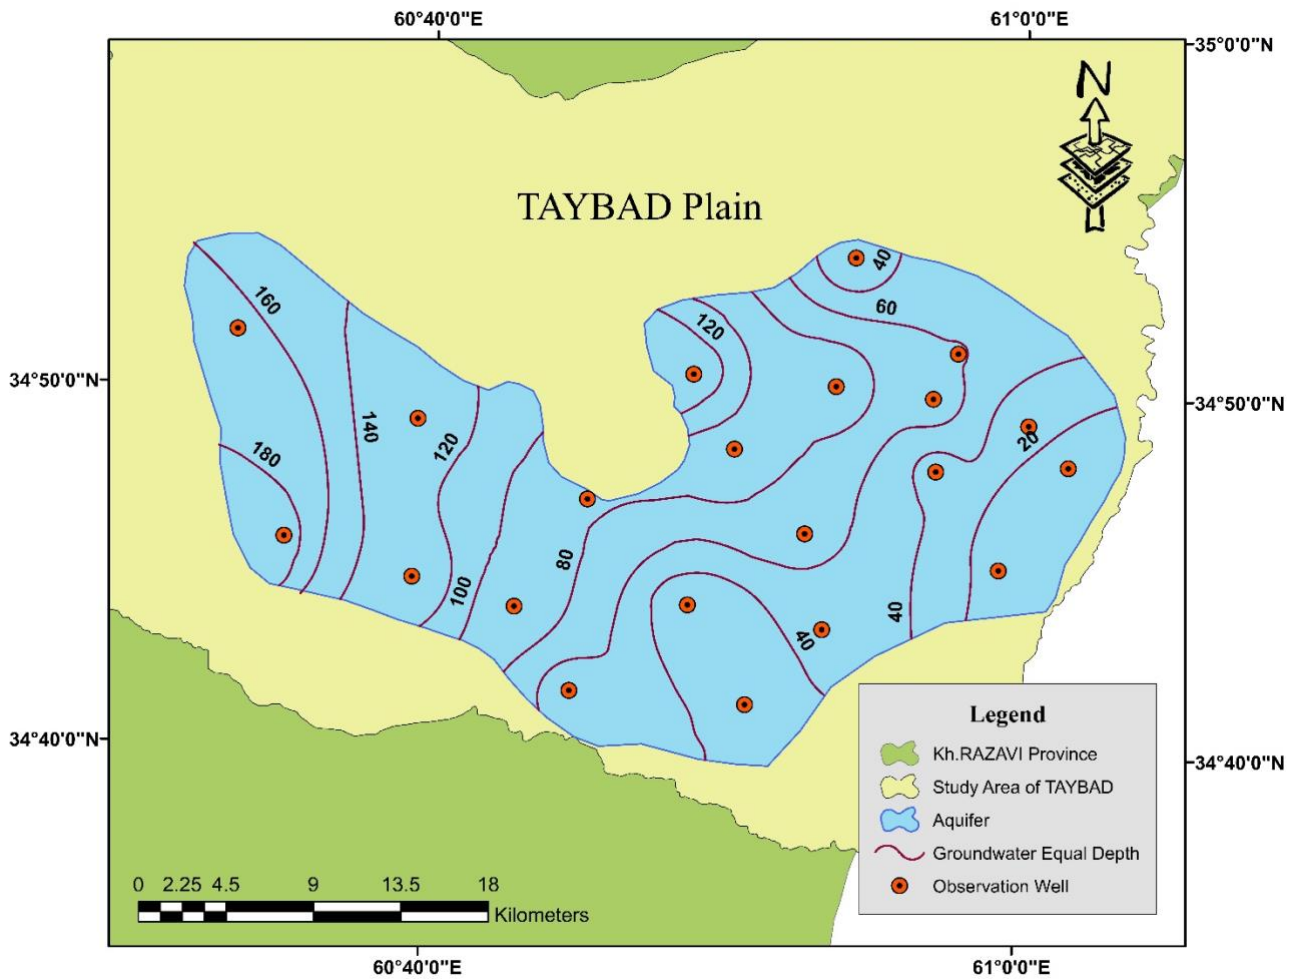 60°40'0"E
61°0'0"E
35°0'0"N
N
TAYBAD Plain
40
160
60
120
34°50'0"N
34°50'0"N
140
120
20
180
80
100
40
40
34°40'0"N
34°40'0"N
Legend
Kh.RAZAVI Province
Study Area of TAYBAD
Aquifer
Groundwater Equal Depth
Observation Well
0 2.25 4.5 9 13.5 18
Kilometers
60°40'0"E
61°0'0"E